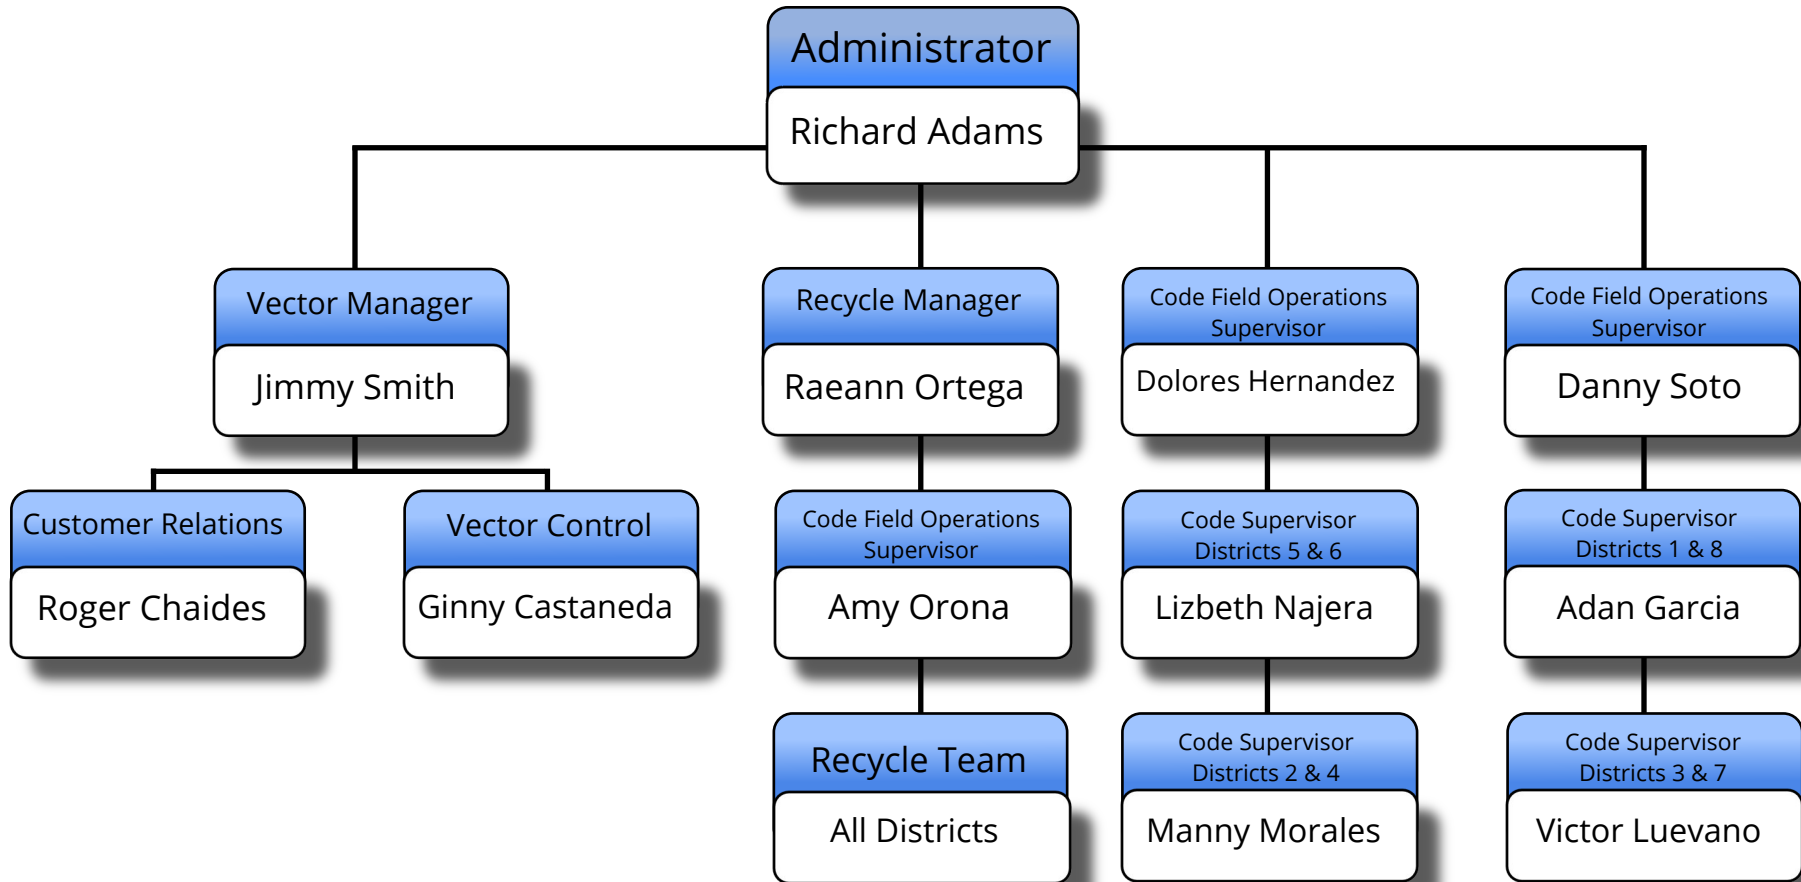 Administrator
Richard Adams
Vector Manager
Jimmy Smith
Recycle Manager
Raeann Ortega
Code Field Operations
Supervisor
Dolores Hernandez
Code Field Operations
Supervisor
Danny Soto
Customer Relations
Roger Chaides
Vector Control
Ginny Castaneda
Code Field Operations
Supervisor
Amy Orona
Code Supervisor
Districts 5 & 6
Lizbeth Najera
Code Supervisor
Districts 1 & 8
Adan Garcia
Recycle Team
All Districts
Code Supervisor
Districts 2 & 4
Manny Morales
Code Supervisor
Districts 3 & 7
Victor Luevano